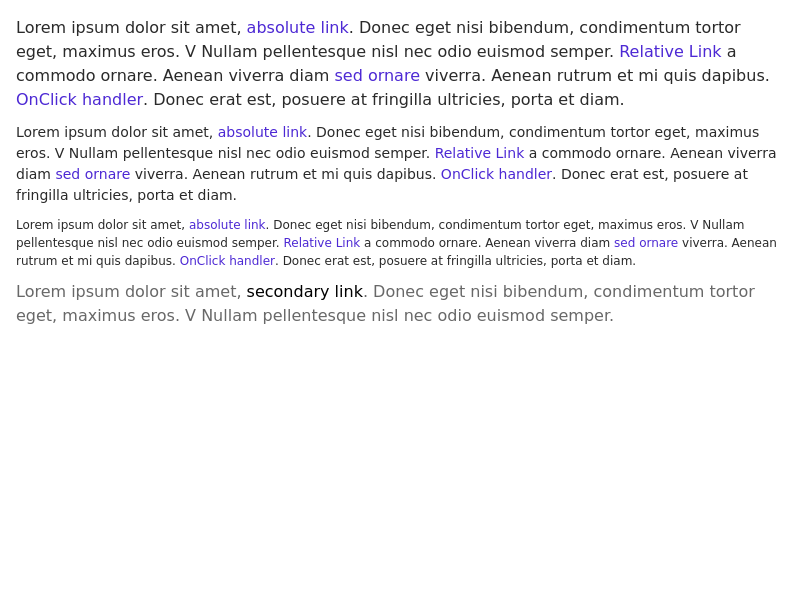 Lorem ipsum dolor sit amet, absolute link. Donec eget nisi bibendum, condimentum tortor
eget, maximus eros. V Nullam pellentesque nisl nec odio euismod semper. Relative Link a
commodo ornare. Aenean viverra diam sed ornare viverra. Aenean rutrum et mi quis dapibus.
OnClick handler. Donec erat est, posuere at fringilla ultricies, porta et diam.
Lorem ipsum dolor sit amet, absolute link. Donec eget nisi bibendum, condimentum tortor eget, maximus
eros. V Nullam pellentesque nisl nec odio euismod semper. Relative Link a commodo ornare. Aenean viverra
diam sed ornare viverra. Aenean rutrum et mi quis dapibus. OnClick handler. Donec erat est, posuere at
fringilla ultricies, porta et diam.
Lorem ipsum dolor sit amet, absolute link. Donec eget nisi bibendum, condimentum tortor eget, maximus eros. V Nullam
pellentesque nisl nec odio euismod semper. Relative Link a commodo ornare. Aenean viverra diam sed ornare viverra. Aenean
rutrum et mi quis dapibus. OnClick handler. Donec erat est, posuere at fringilla ultricies, porta et diam.
Lorem ipsum dolor sit amet, secondary link. Donec eget nisi bibendum, condimentum tortor
eget, maximus eros. V Nullam pellentesque nisl nec odio euismod semper.